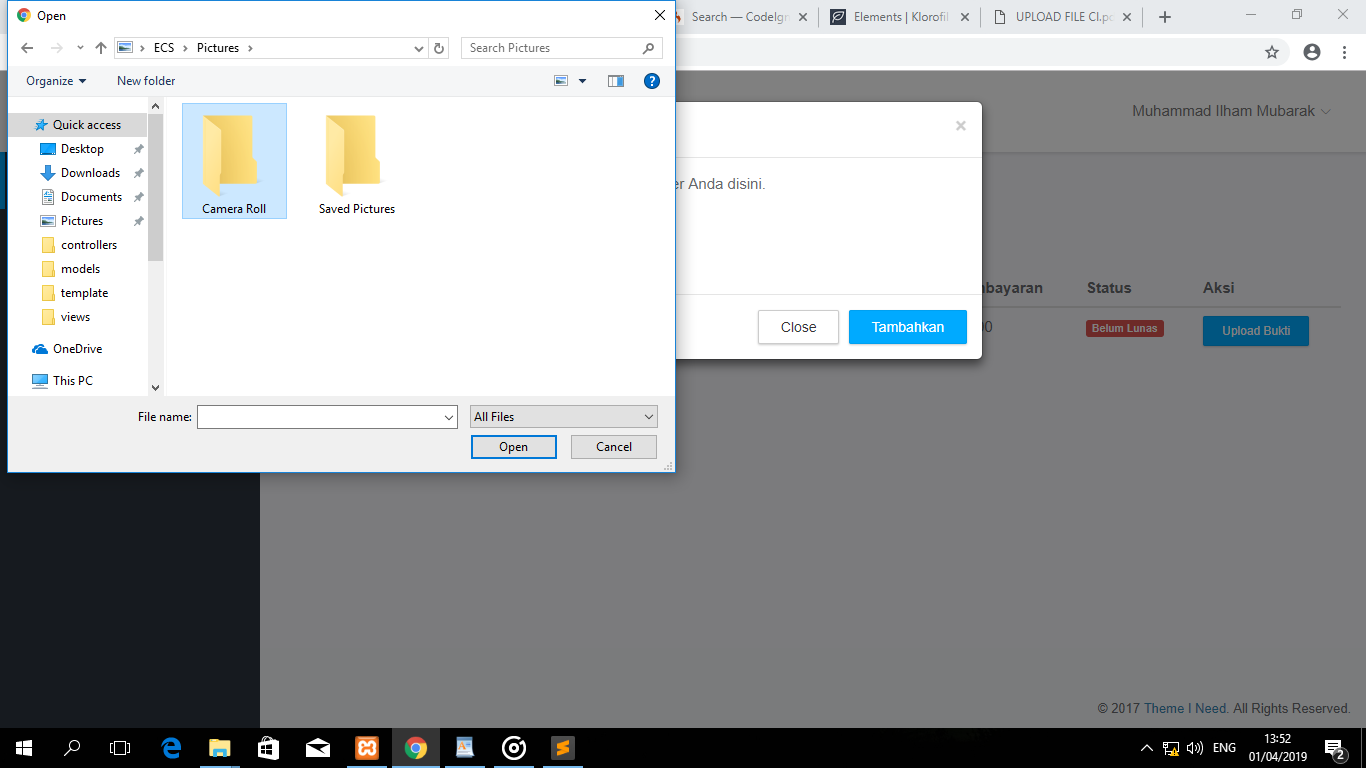 Open
Search — CodeIgn
Elements | Klorofil
UPLOAD FILE CI.pd
ECS
Pictures
Search Pictures
Organize
New folder
Muhammad Ilham Mubarak
Quick access
Desktop
Downloads
Documents
Pictures
controllers
models
template
views
OneDrive
This PC
Camera Roll
Saved Pictures
er Anda disini.
bayaran
Status
Aksi
Close
Tambahkan
Belum Lunas
Upload Bukti
File name:
All Files
Open
Cancel
© 2017 Theme I Need. All Rights Reserved.
ENG
13:52
01/04/2019
2